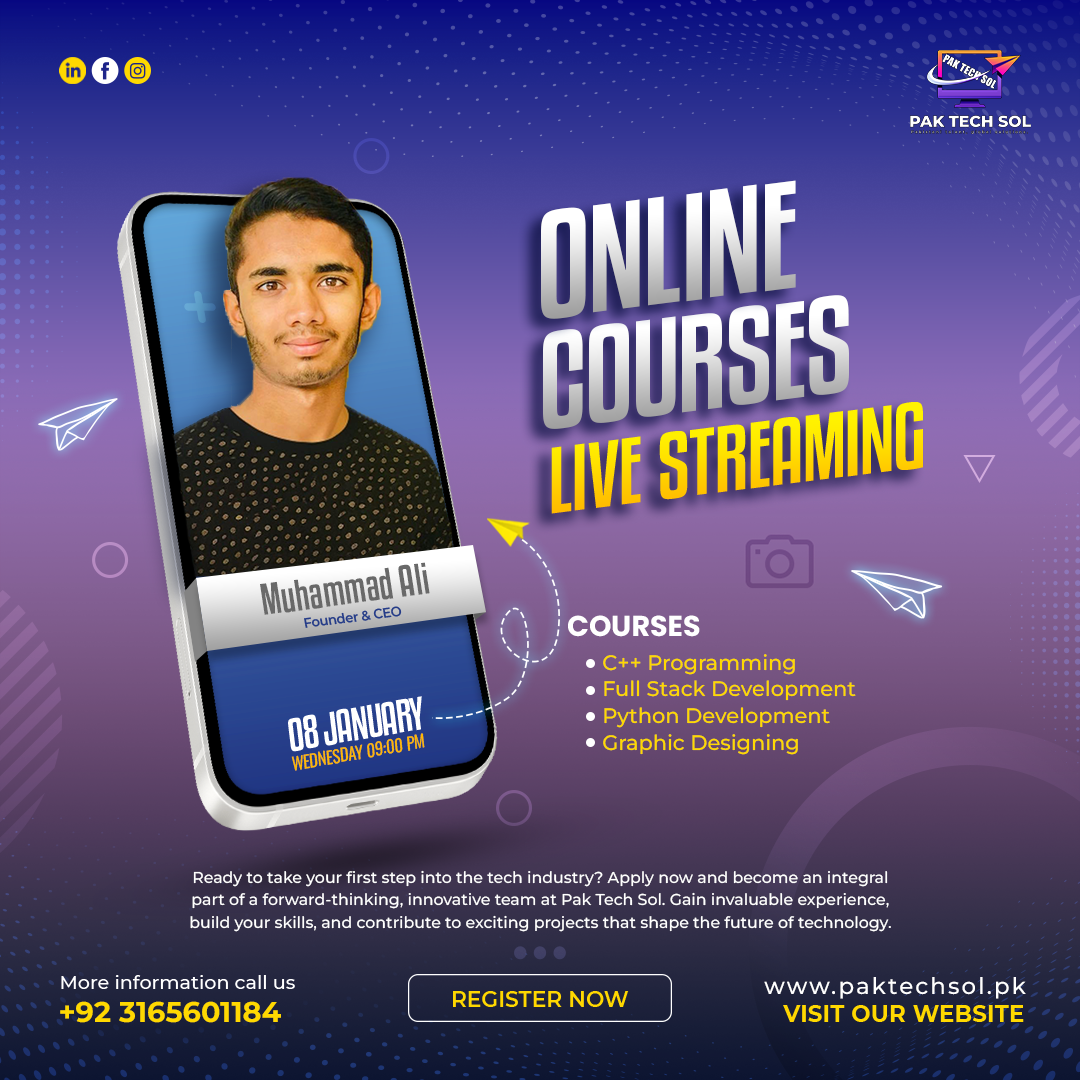 PAK TECH SOL
PAK TECH SOL
ONLINE
COURSES
LIVE STREAMING
Muhammad Ali
Founder & CEO
08 JANUARY
WEDNESDAY 09:00 PM
COURSES
C++ Programming
Full Stack Development
Python Development
Graphic Designing
Ready to take your first step into the tech industry? Apply now and become an integral
part of a forward-thinking, innovative team at Pak Tech Sol. Gain invaluable experience,
build your skills, and contribute to exciting projects that shape the future of technology.
More information call us
+92 3165601184
REGISTER NOW
www.paktechsol.pk
VISIT OUR WEBSITE